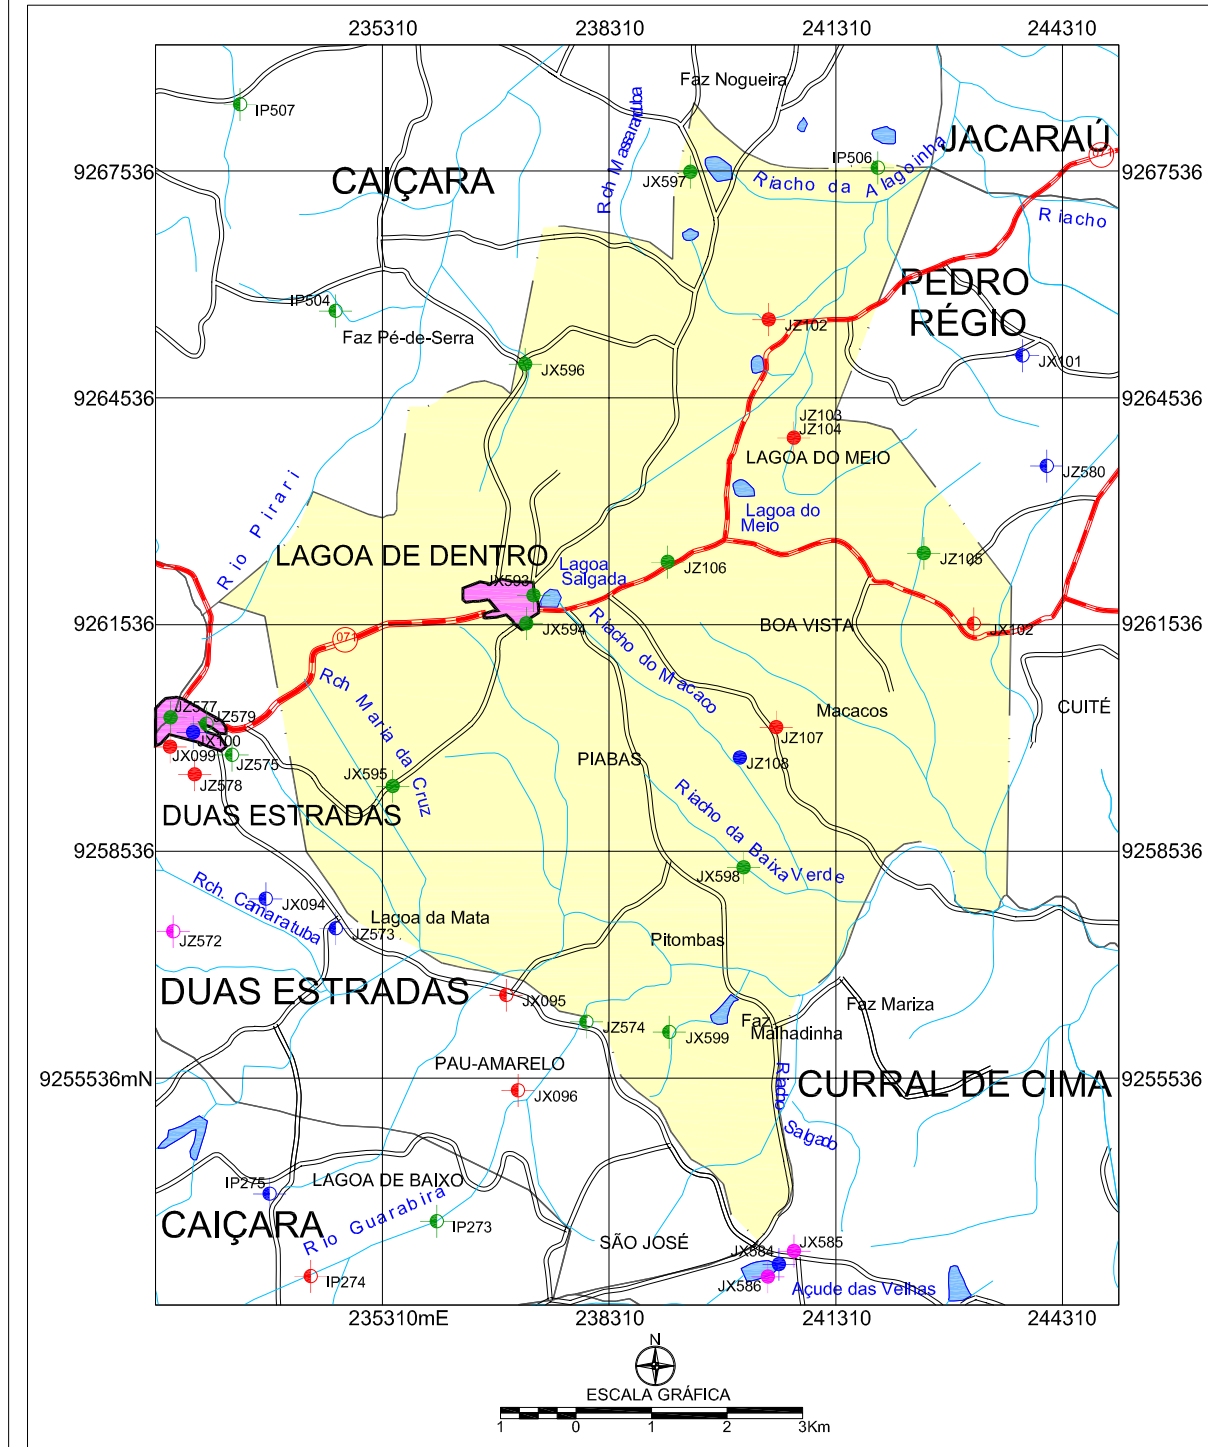 235310
238310
241310
244310
Faz Nogueira
IP507
Rch Massaranduba
JACARAÚ
071
IP506
9267536
9267536
CAIÇARA
JX597
Riacho da Alagoinha
Riacho
PEDRO
RÉGIO
IP504
Faz Pé-de-Serra
JZ102
JX101
JX596
9264536
9264536
JZ103
JZ104
LAGOA DO MEIO
JZ580
Rio Pirari
Lagoa do
Meio
LAGOA DE DENTRO
Lagoa
Salgada
JZ106
JZ105
JX593
9261536
9261536
JX594
071
Riacho do Macaco
BOA VISTA
JX102
Rch Maria da Cruz
JZ577
JZ579
JX100
JX099
JZ575
JZ578
Macacos
CUITÉ
JZ107
PIABAS
JZ108
JX595
DUAS ESTRADAS
Riacho da Baixa Verde
9258536
9258536
JX598
Rch. Camaratuba
JX094
Lagoa da Mata
JZ573
JZ572
Pitombas
DUAS ESTRADAS
JX095
Faz Mariza
JZ574
JX599
Faz
Malhadinha
PAU-AMARELO
9255536mN
9255536
CURRAL DE CIMA
JX096
Riacho Salgado
LAGOA DE BAIXO
IP275
CAIÇARA
Rio Guarabira
IP273
SÃO JOSÉ
JX584
JX585
IP274
JX586
Açude das Velhas
235310mE
238310
241310
244310
N
ESCALA GRÁFICA
1 0 1 2 3Km